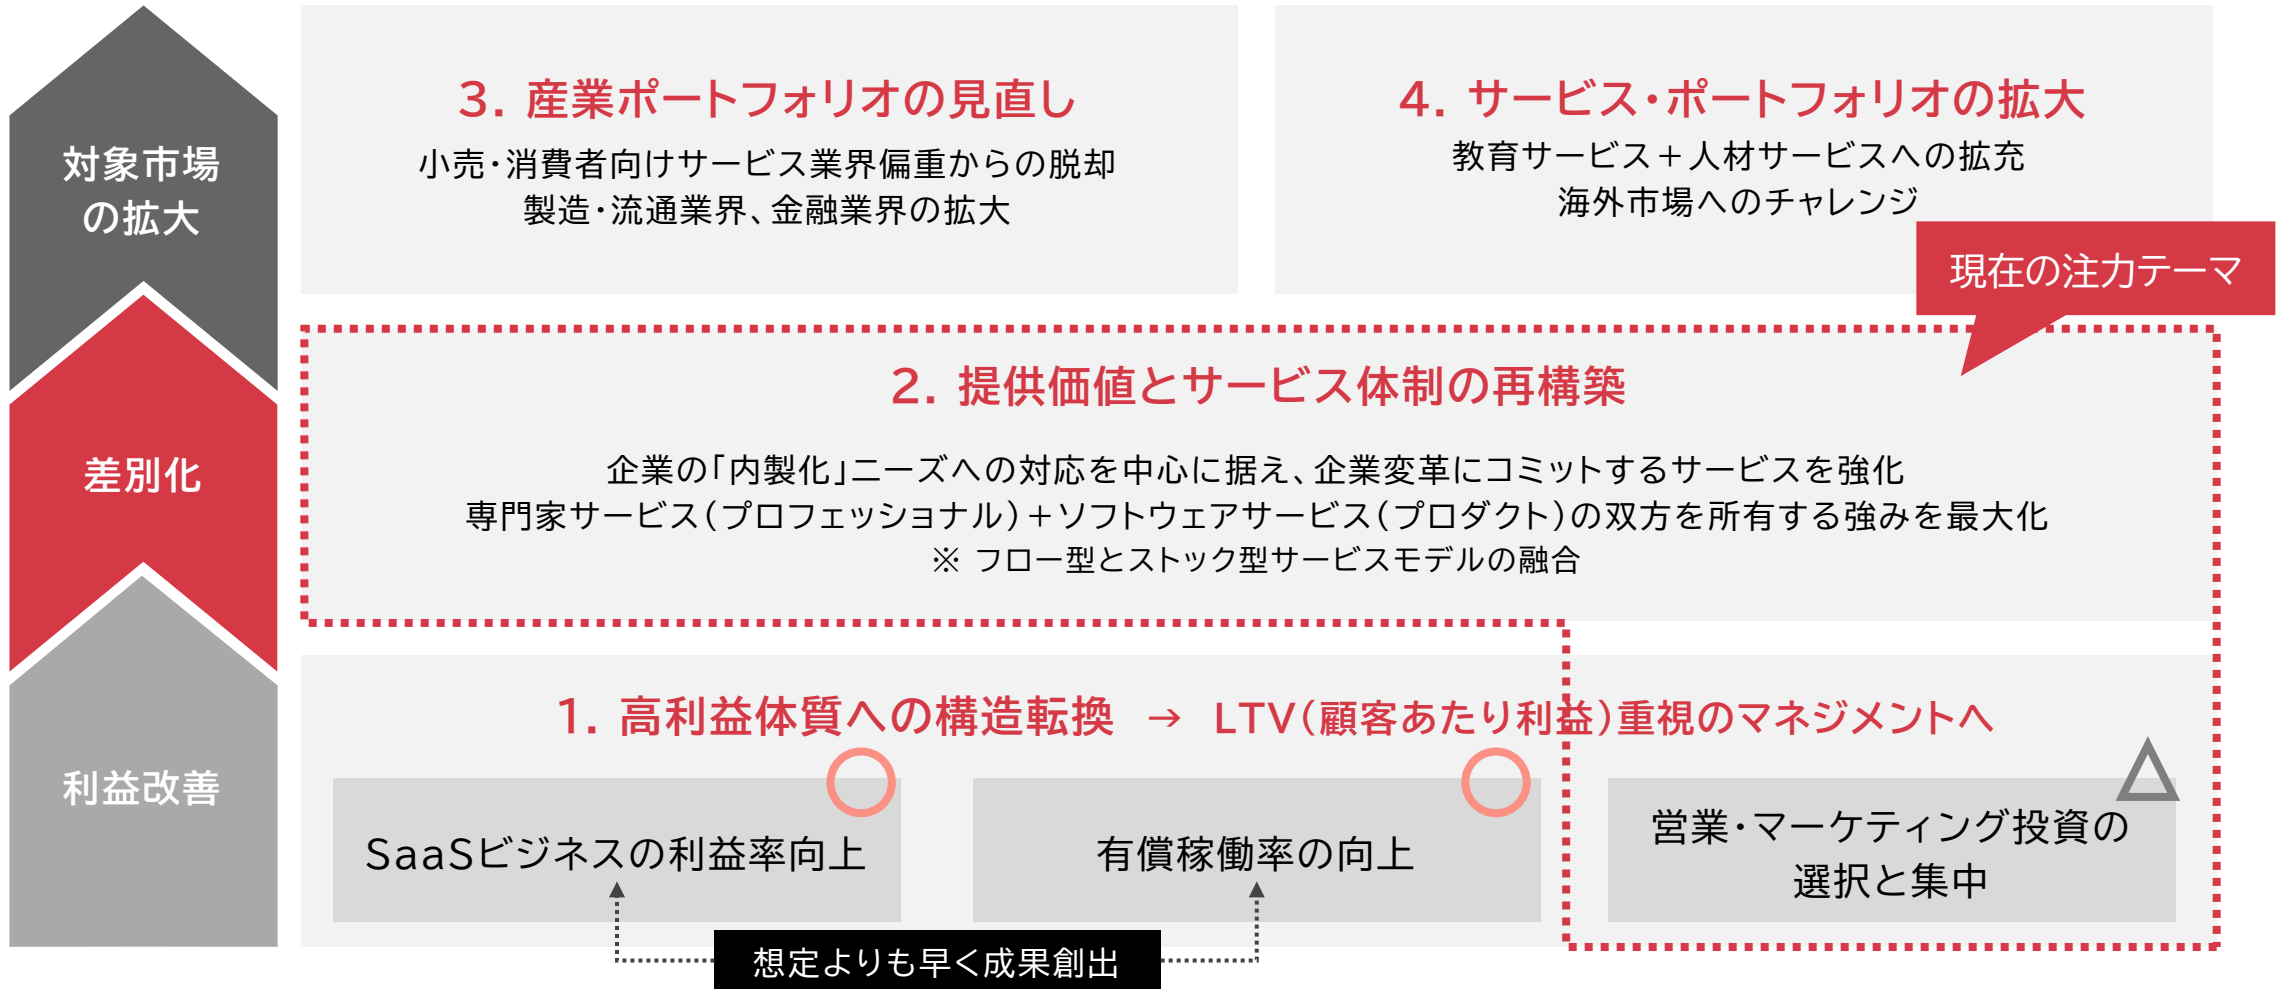 対象市場
の拡大
3. 産業ポートフォリオの見直し
小売・消費者向けサービス業界偏重からの脱却
製造・流通業界、金融業界の拡大
4. サービス・ポートフォリオの拡大
教育サービス＋人材サービスへの拡充
海外市場へのチャレンジ
現在の注力テーマ
差別化
2. 提供価値とサービス体制の再構築
企業の「内製化」ニーズへの対応を中心に据え、企業変革にコミットするサービスを強化
専門家サービス（プロフェッショナル）＋ソフトウェアサービス（プロダクト）の双方を所有する強みを最大化
※ フロー型とストック型サービスモデルの融合
利益改善
1. 高利益体質への構造転換 → LTV（顧客あたり利益）重視のマネジメントへ
SaaSビジネスの利益率向上
有償稼働率の向上
営業・マーケティング投資の
選択と集中
想定よりも早く成果創出